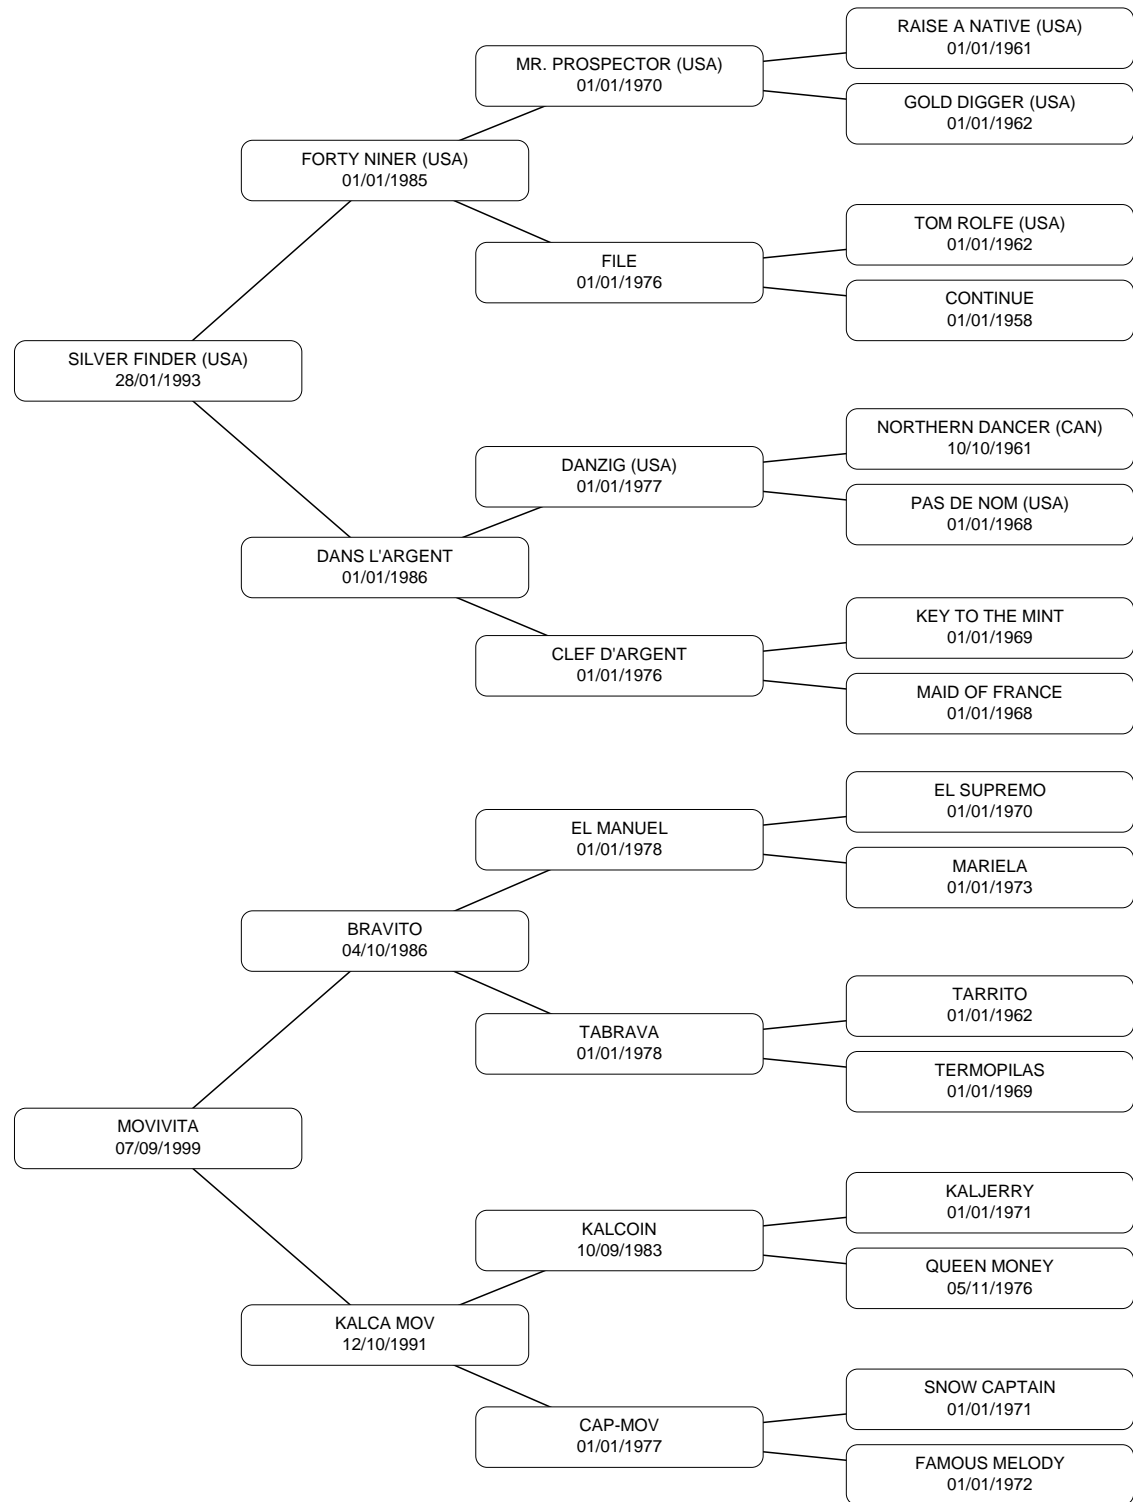 RAISE A NATIVE (USA)
01/01/1961
MR. PROSPECTOR (USA)
01/01/1970
GOLD DIGGER (USA)
01/01/1962
FORTY NINER (USA)
01/01/1985
TOM ROLFE (USA)
01/01/1962
FILE
01/01/1976
CONTINUE
01/01/1958
SILVER FINDER (USA)
28/01/1993
NORTHERN DANCER (CAN)
10/10/1961
DANZIG (USA)
01/01/1977
PAS DE NOM (USA)
01/01/1968
DANS L'ARGENT
01/01/1986
KEY TO THE MINT
01/01/1969
CLEF D'ARGENT
01/01/1976
MAID OF FRANCE
01/01/1968
EL SUPREMO
01/01/1970
EL MANUEL
01/01/1978
MARIELA
01/01/1973
BRAVITO
04/10/1986
TARRITO
01/01/1962
TABRAVA
01/01/1978
TERMOPILAS
01/01/1969
MOVIVITA
07/09/1999
KALJERRY
01/01/1971
KALCOIN
10/09/1983
QUEEN MONEY
05/11/1976
KALCA MOV
12/10/1991
SNOW CAPTAIN
01/01/1971
CAP-MOV
01/01/1977
FAMOUS MELODY
01/01/1972